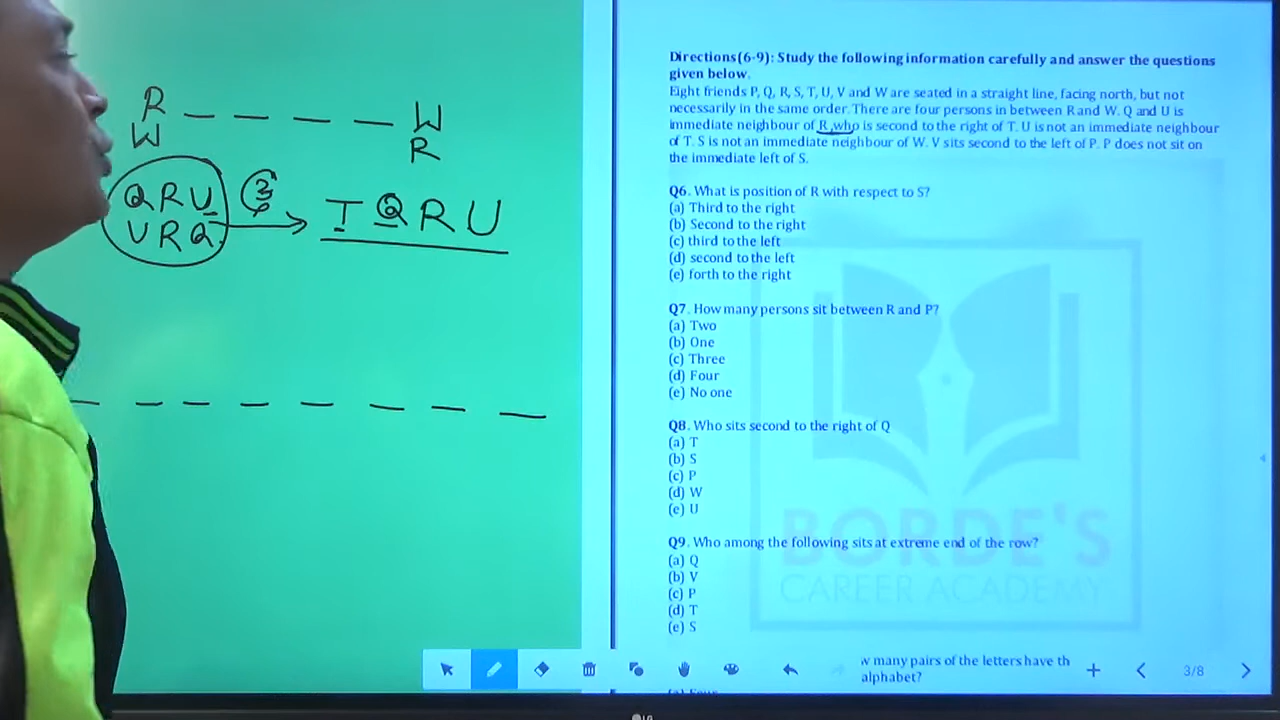 R _ _ _ _ _ W
W R
Q R U
U R Q
T Q R U
Directions(6-9): Study the following information carefully and answer the questions
given below.
Eight friends P, Q, R, S, T, U, V and W are seated in a straight line, facing north, but not
necessarily in the same order. There are four persons in between R and W. Q and U is
immediate neighbour of R who is second to the right of T. U is not an immediate neighbour
of T. S is not an immediate neighbour of W. V sits second to the left of P. P does not sit on
the immediate left of S.
Q6. What is position of R with respect to S?
(a) Third to the right
(b) Second to the right
(c) third to the left
(d) second to the left
(e) forth to the right
Q7. How many persons sit between R and P?
(a) Two
(b) One
(c) Three
(d) Four
(e) No one
Q8. Who sits second to the right of Q
(a) T
(b) S
(c) P
(d) W
(e) U
Q9. Who among the following sits at extreme end of the row?
(a) Q
(b) V
(c) P
(d) T
(e) S
BORDE'S
CAREER ACADEMY
w many pairs of the letters have th
alphabet?
3/8
LG